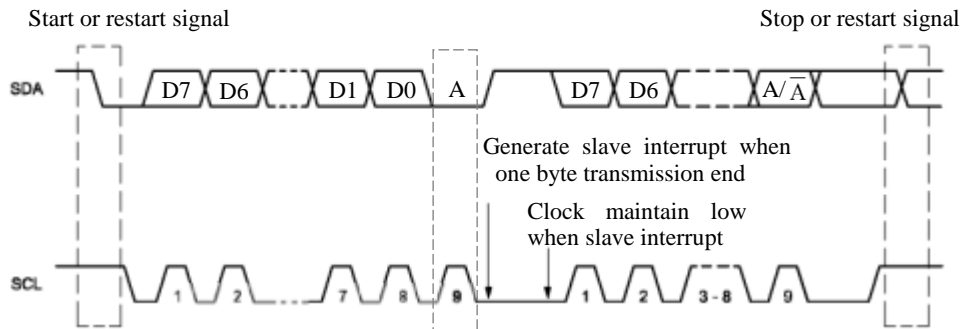 Start or restart signal
Stop or restart signal
SDA
D7 D6 D1 D0 A D7 D6 A/A̅
Generate slave interrupt when
one byte transmission end
Clock maintain low
when slave interrupt
SCL
1 2 7 8 9 1 2 3 - 8 9